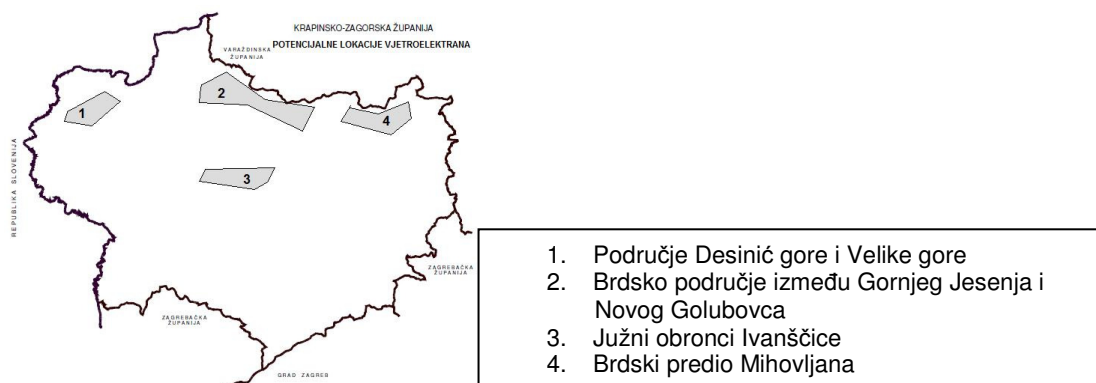 KRAPINSKO-ZAGORSKA ŽUPANIJA
POTENCIJALNE LOKACIJE VJETROELEKTRANA
VARAŽDINSKA
ŽUPANIJA
1
2
4
3
REPUBLIKA SLOVENIJA
ZAGREBAČKA
ŽUPANIJA
ZAGREBAČKA
ŽUPANIJA
GRAD ZAGREB
1. Područje Desinić gore i Velike gore
2. Brdsko područje između Gornjeg Jesenja i
Novog Golubovca
3. Južni obronci Ivanščice
4. Brdski predio Mihovljana